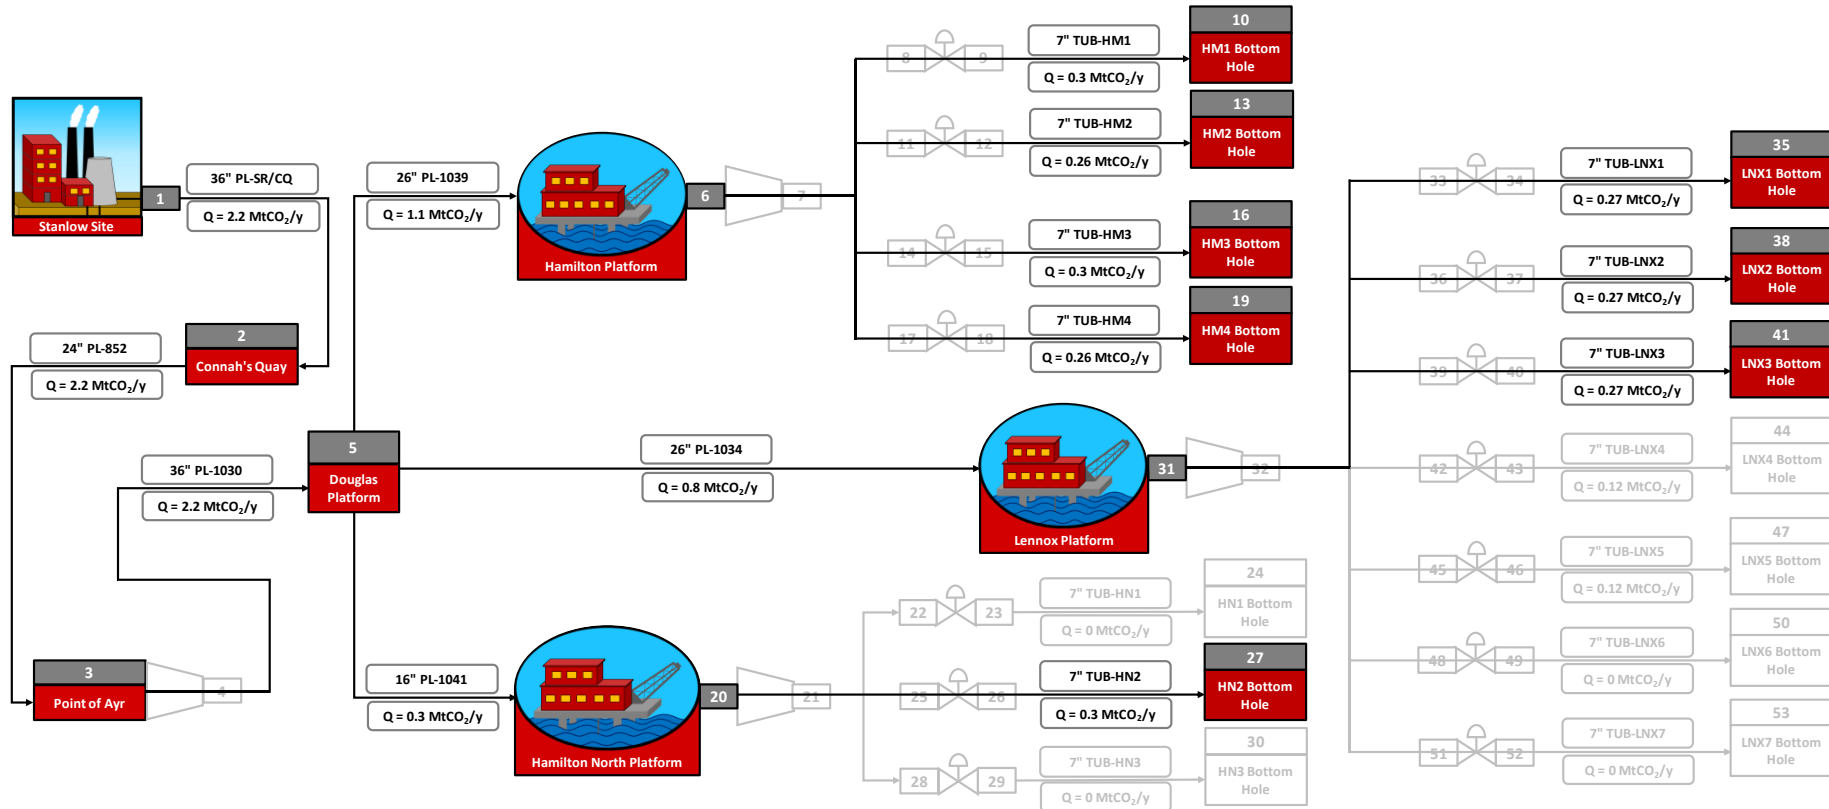 1
Stanlow Site
36" PL-SR/CQ
Q = 2.2 MtCO₂/y
2
Connah's Quay
24" PL-852
Q = 2.2 MtCO₂/y
3
Point of Ayr
4
36" PL-1030
Q = 2.2 MtCO₂/y
5
Douglas
Platform
26" PL-1039
Q = 1.1 MtCO₂/y
Hamilton Platform
6
7
8
9
7" TUB-HM1
Q = 0.3 MtCO₂/y
10
HM1 Bottom
Hole
11
12
7" TUB-HM2
Q = 0.26 MtCO₂/y
13
HM2 Bottom
Hole
14
15
7" TUB-HM3
Q = 0.3 MtCO₂/y
16
HM3 Bottom
Hole
17
18
7" TUB-HM4
Q = 0.26 MtCO₂/y
19
HM4 Bottom
Hole
26" PL-1034
Q = 0.8 MtCO₂/y
Lennox Platform
31
32
33
34
7" TUB-LNX1
Q = 0.27 MtCO₂/y
35
LNX1 Bottom
Hole
36
37
7" TUB-LNX2
Q = 0.27 MtCO₂/y
38
LNX2 Bottom
Hole
39
40
7" TUB-LNX3
Q = 0.27 MtCO₂/y
41
LNX3 Bottom
Hole
42
43
7" TUB-LNX4
Q = 0.12 MtCO₂/y
44
LNX4 Bottom
Hole
45
46
7" TUB-LNX5
Q = 0.12 MtCO₂/y
47
LNX5 Bottom
Hole
48
49
7" TUB-LNX6
Q = 0 MtCO₂/y
50
LNX6 Bottom
Hole
51
52
7" TUB-LNX7
Q = 0 MtCO₂/y
53
LNX7 Bottom
Hole
16" PL-1041
Q = 0.3 MtCO₂/y
Hamilton North Platform
20
21
22
23
7" TUB-HN1
Q = 0 MtCO₂/y
24
HN1 Bottom
Hole
25
26
7" TUB-HN2
Q = 0.3 MtCO₂/y
27
HN2 Bottom
Hole
28
29
7" TUB-HN3
Q = 0 MtCO₂/y
30
HN3 Bottom
Hole